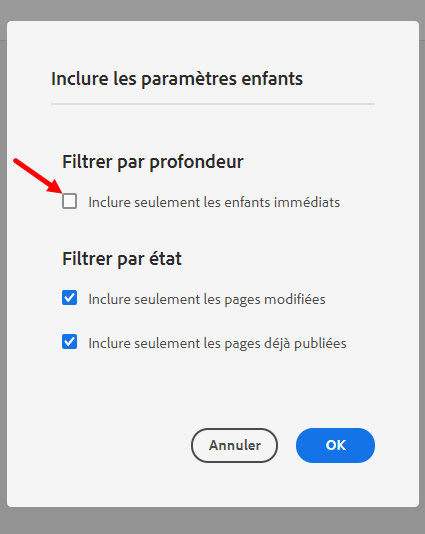 Inclure les paramètres enfants
Filtrer par profondeur
Inclure seulement les enfants immédiats
Filtrer par état
Inclure seulement les pages modifiées
Inclure seulement les pages déjà publiées
Annuler
OK